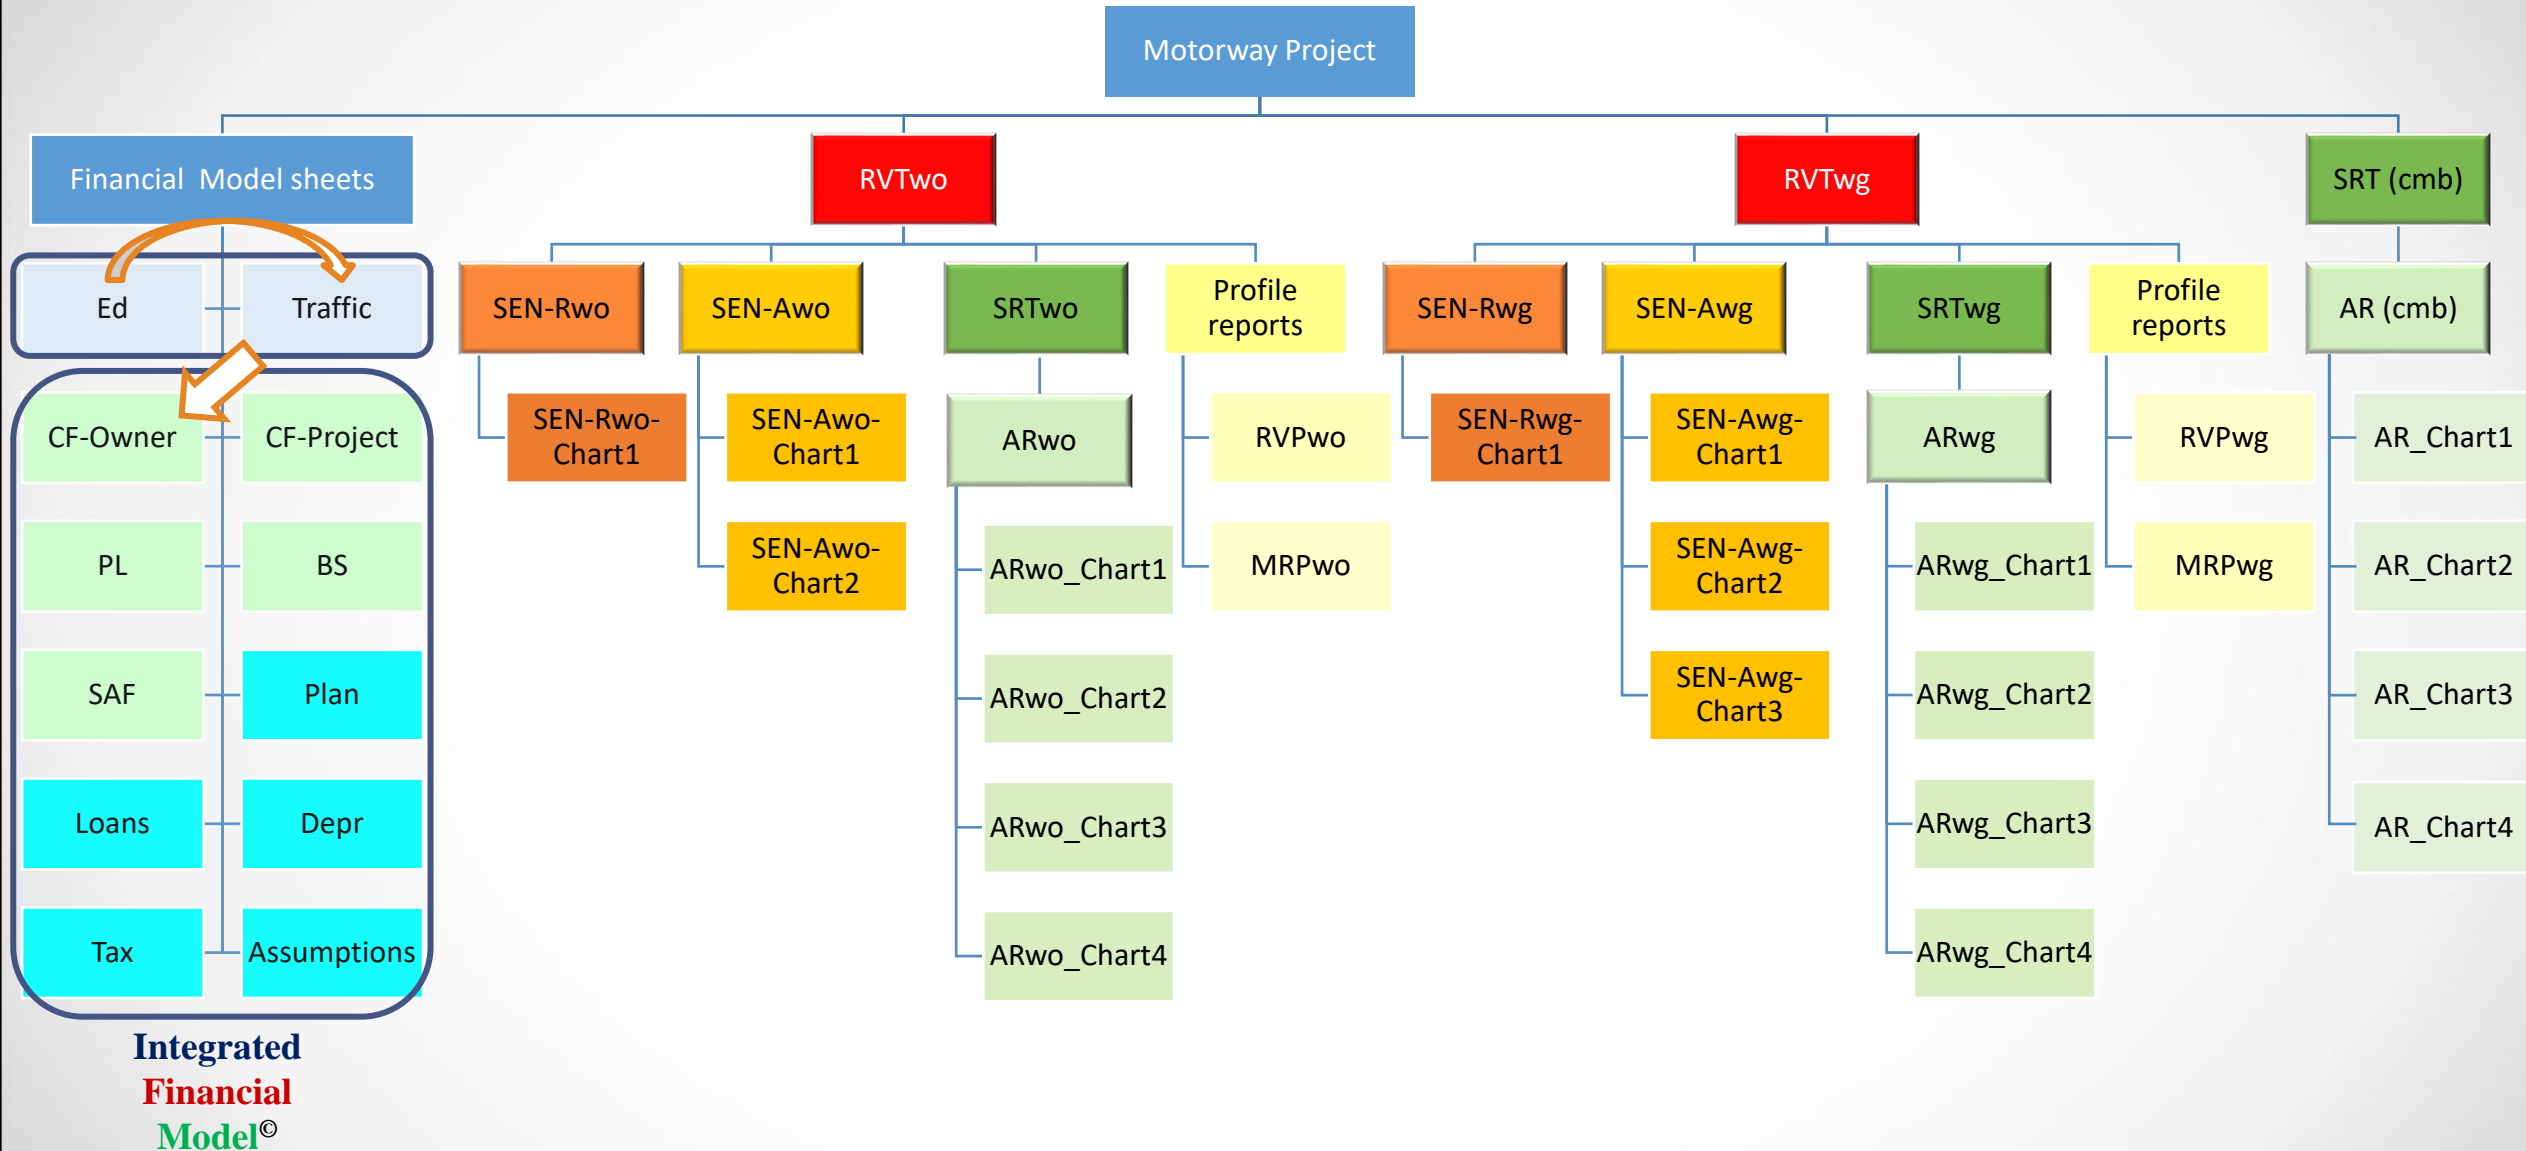 Motorway Project
Financial Model sheets
RVTwo
RVTwg
SRT (cmb)
Ed
Traffic
SEN-Rwo
SEN-Awo
SRTwo
Profile
reports
SEN-Rwg
SEN-Awg
SRTwg
Profile
reports
AR (cmb)
CF-Owner
CF-Project
SEN-Rwo-
Chart1
SEN-Awo-
Chart1
ARwo
RVPwo
SEN-Rwg-
Chart1
SEN-Awg-
Chart1
ARwg
RVPwg
AR_Chart1
PL
BS
SEN-Awo-
Chart2
ARwo_Chart1
MRPwo
SEN-Awg-
Chart2
ARwg_Chart1
MRPwg
AR_Chart2
SAF
Plan
ARwo_Chart2
SEN-Awg-
Chart3
ARwg_Chart2
AR_Chart3
Loans
Depr
ARwo_Chart3
ARwg_Chart3
AR_Chart4
Tax
Assumptions
ARwo_Chart4
ARwg_Chart4
Integrated
Financial
Model©